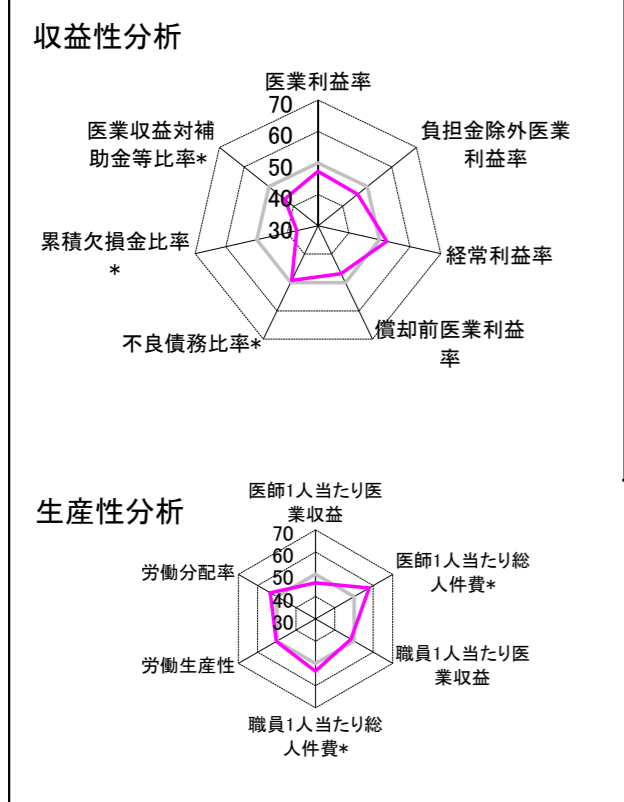 収益性分析
医業利益率
70
60
50
40
30
負担金除外医業
利益率
経常利益率
償却前医業利益
率
不良債務比率*
累積欠損金比率
*
医業収益対補
助金等比率*
生産性分析
医師1人当たり医
業収益
70
60
50
40
30
医師1人当たり総
人件費*
職員1人当たり医
業収益
職員1人当たり総
人件費*
労働生産性
労働分配率